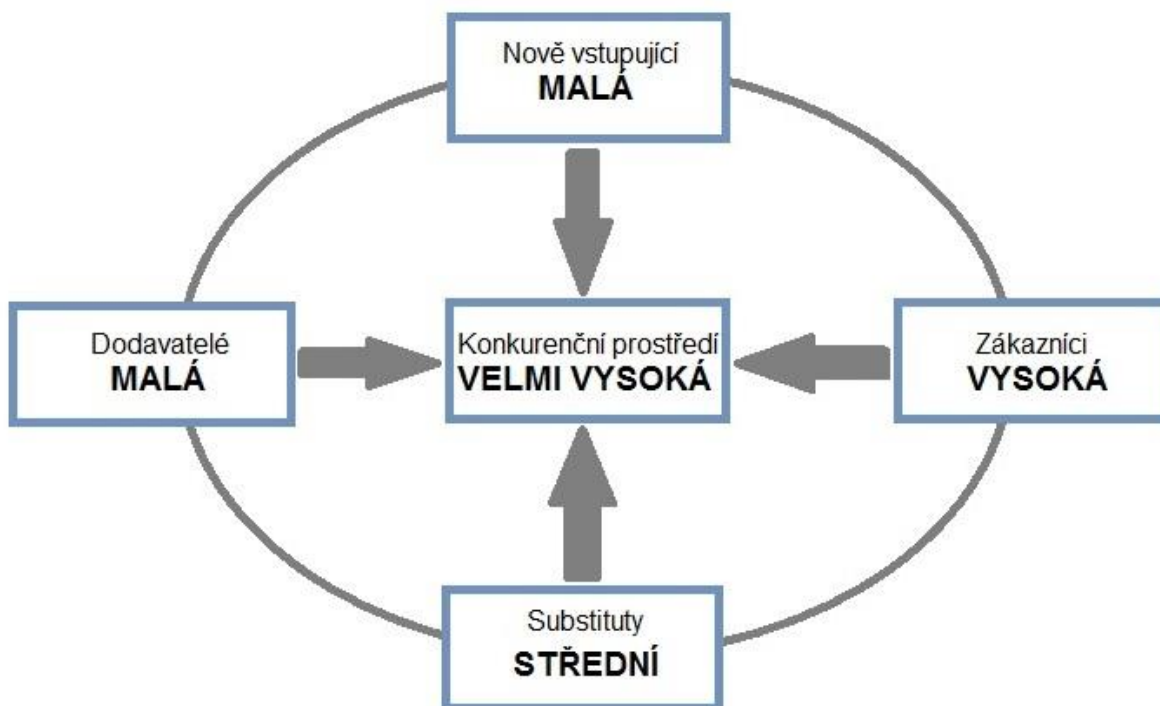 Nově vstupující
MALÁ
Dodavatelé
MALÁ
Konkurenční prostředí
VELMI VYSOKÁ
Zákazníci
VYSOKÁ
Substituty
STŘEDNÍ